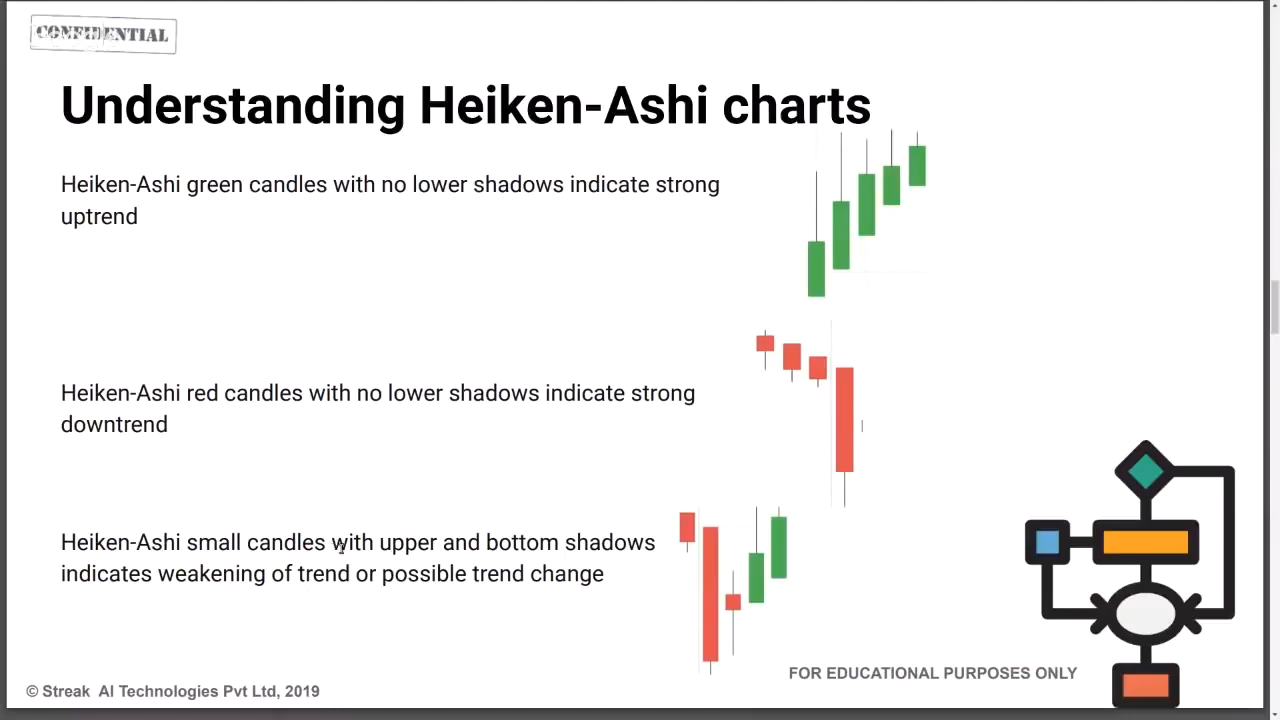 CONFIDENTIAL
Understanding Heiken-Ashi charts
Heiken-Ashi green candles with no lower shadows indicate strong
uptrend
Heiken-Ashi red candles with no lower shadows indicate strong
downtrend
Heiken-Ashi small candles with upper and bottom shadows
indicates weakening of trend or possible trend change
FOR EDUCATIONAL PURPOSES ONLY
© Streak AI Technologies Pvt Ltd, 2019